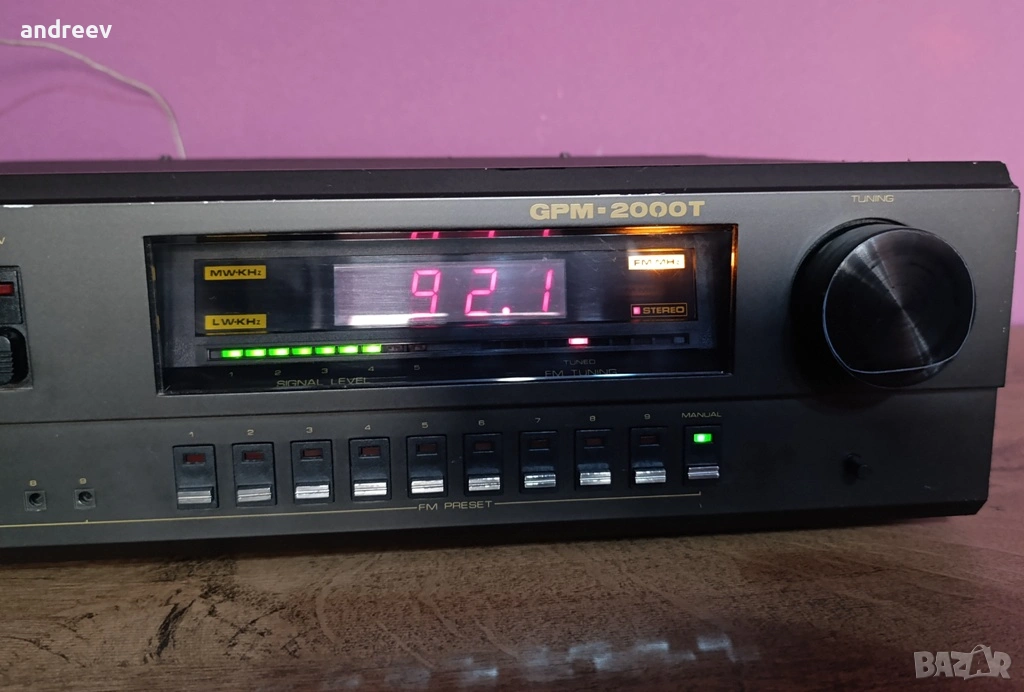 andreev
GPM-2000T
TUNING
MW-KHz
92.1
FM-MHz
LW-KHz
STEREO
1 2 3 4 5
SIGNAL LEVEL
TUNED
FM TUNING
1 2 3 4 5 6 7 8 9 MANUAL
8 9
FM PRESET
BAZAR